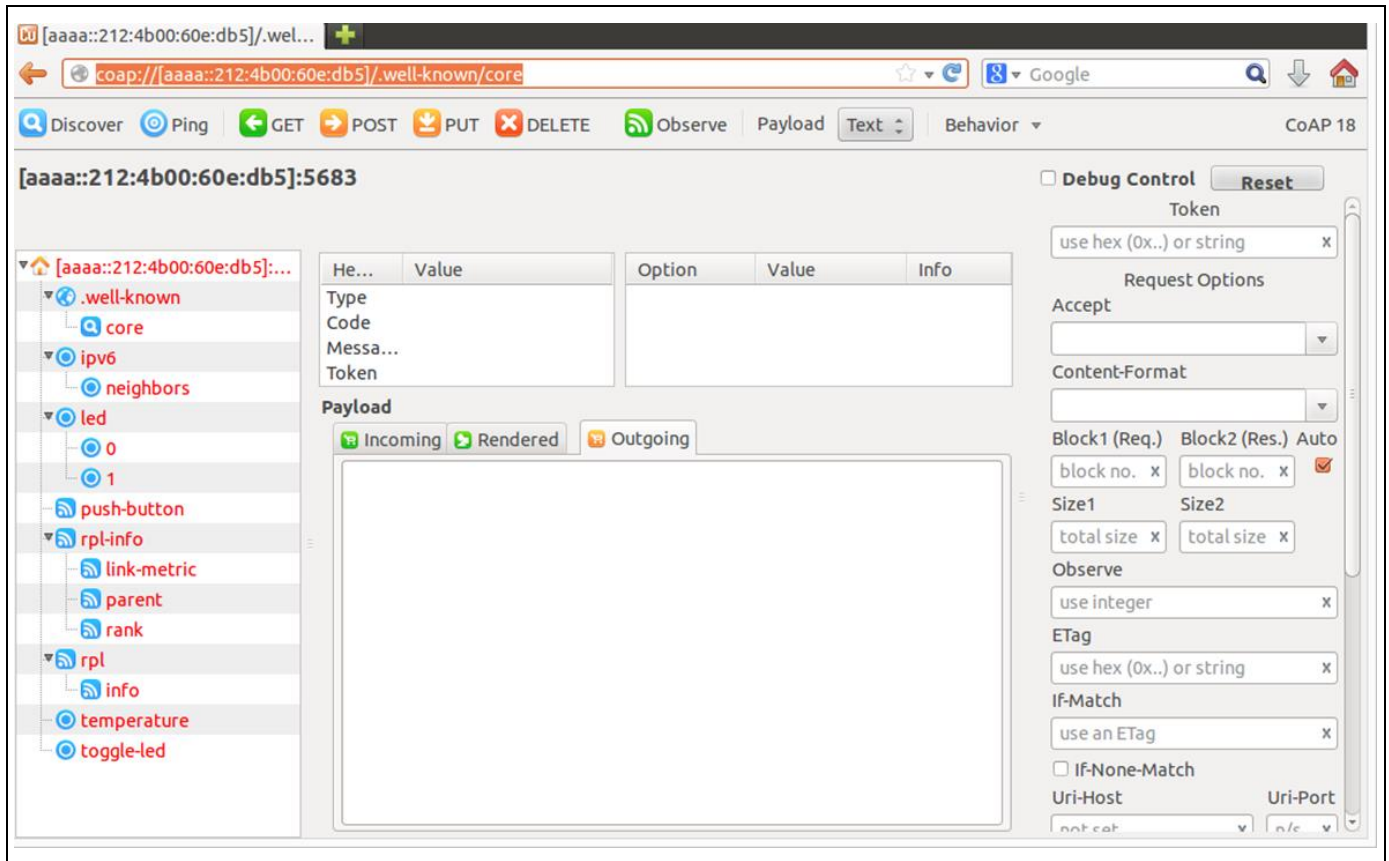 [aaaa::212:4b00:60e:db5]/.wel...
coap://[aaaa::212:4b00:60e:db5]/.well-known/core
Google
Discover Ping GET POST PUT DELETE Observe Payload Text Behavior CoAP 18
[aaaa::212:4b00:60e:db5]:5683
[aaaa::212:4b00:60e:db5]:...
.well-known
core
ipv6
neighbors
led
0
1
push-button
rpl-info
link-metric
parent
rank
rpl
info
temperature
toggle-led
He... Value
Type
Code
Messa...
Token
Option Value Info
Payload
Incoming Rendered Outgoing
Debug Control Reset
Token
use hex (0x..) or string x
Request Options
Accept
Content-Format
Block1 (Req.) Block2 (Res.) Auto
block no. x block no. x
Size1 Size2
total size x total size x
Observe
use integer x
ETag
use hex (0x..) or string x
If-Match
use an ETag x
If-None-Match
Uri-Host Uri-Port
not set x n/s x